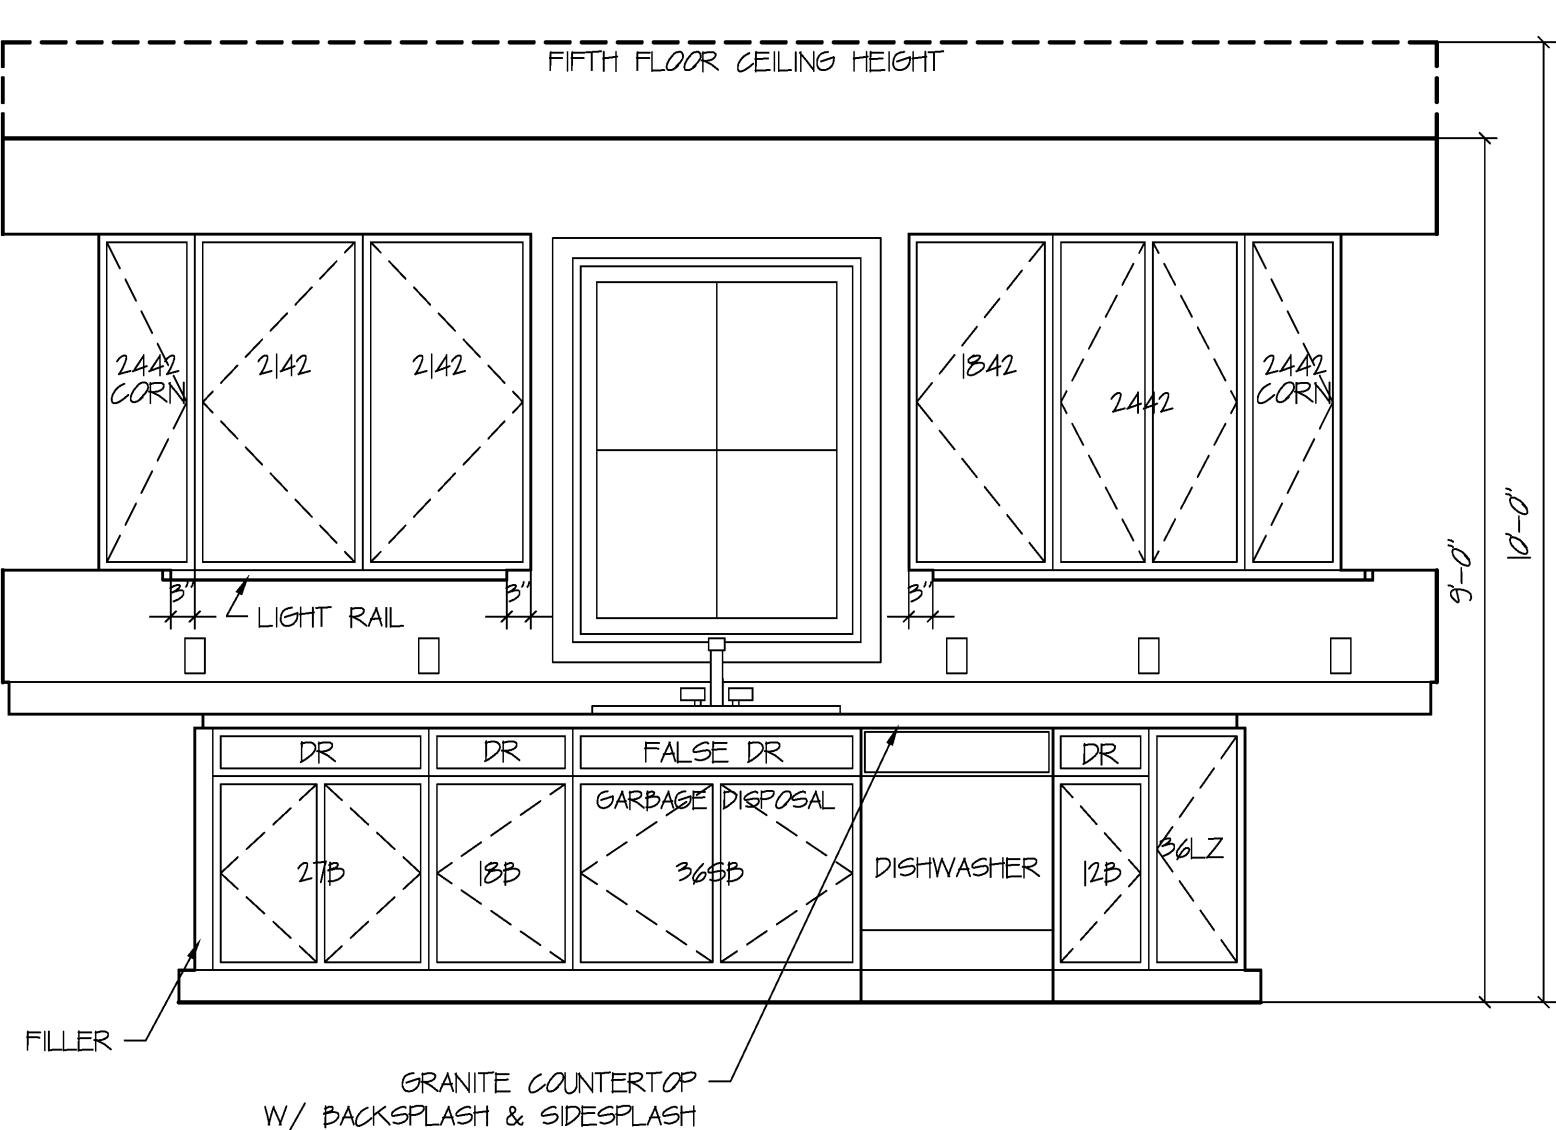 FIFTH FLOOR CEILING HEIGHT
2442
CORN
2142
2142
1842
2442
2442
CORN
9'-0"
10'-0"
3"
3"
3"
LIGHT RAIL
DR
DR
FALSE DR
DR
GARBAGE DISPOSAL
27B
18B
36SB
DISHWASHER
12B
36LZ
FILLER
GRANITE COUNTERTOP
W/ BACKSPLASH & SIDESPLASH